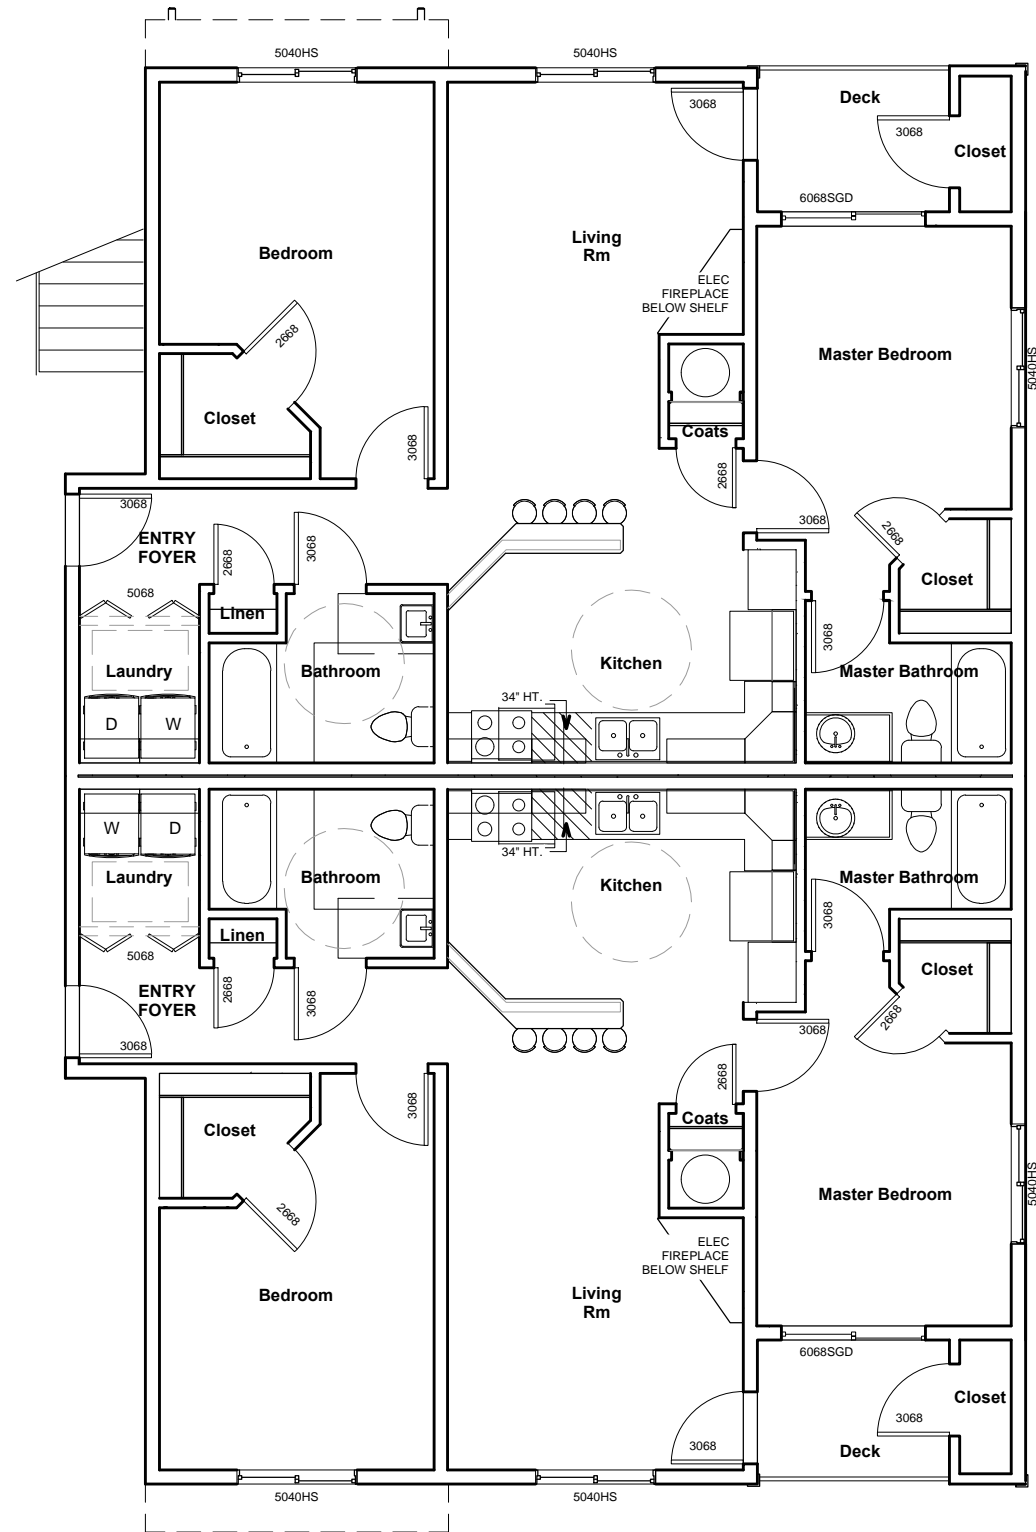 5040HS
5040HS
3068
Deck
3068
Closet
6068SGD
Bedroom
Living
Rm
ELEC
FIREPLACE
BELOW SHELF
2668
Master Bedroom
5040HS
Closet
Coats
3068
2668
3068
3068
ENTRY
FOYER
2668
3068
2668
5068
Linen
Closet
3068
Laundry
Bathroom
Kitchen
Master Bathroom
34" HT.
D
W
W
D
34" HT.
Laundry
Bathroom
Kitchen
Master Bathroom
3068
Linen
5068
Closet
ENTRY
FOYER
2668
3068
2668
3068
3068
2668
3068
Coats
Closet
5040HS
Master Bedroom
2668
ELEC
FIREPLACE
BELOW SHELF
Bedroom
Living
Rm
6068SGD
Closet
3068
3068
Deck
5040HS
5040HS